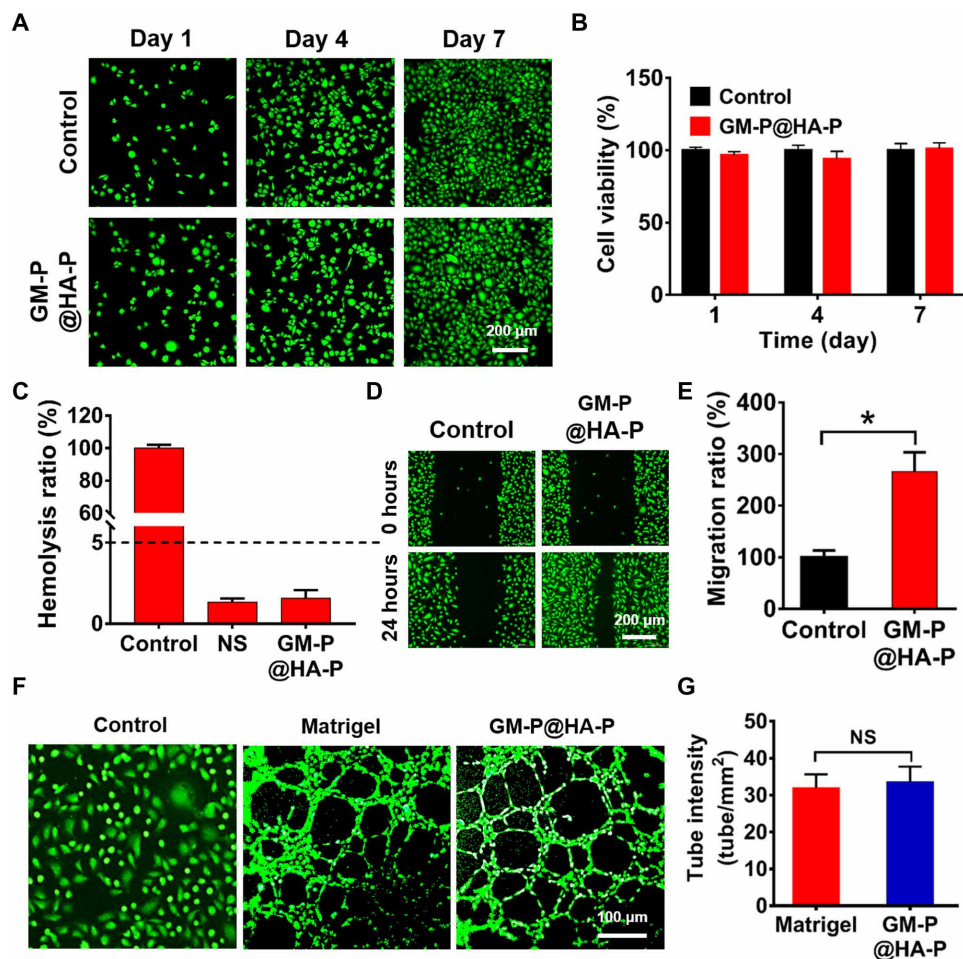 A
Day 1
Day 4
Day 7
Control
GM-P
@HA-P
200 µm
B
Cell viability (%)
150
100
50
0
Control
GM-P@HA-P
1
4
7
Time (day)
C
Hemolysis ratio (%)
120
100
80
60
5
0
Control
NS
GM-P
@HA-P
D
Control
GM-P
@HA-P
0 hours
24 hours
200 µm
E
Migration ratio (%)
400
300
200
100
0
*
Control
GM-P
@HA-P
F
Control
Matrigel
GM-P@HA-P
100 µm
G
Tube intensity
(tube/mm²)
50
40
30
20
10
0
NS
Matrigel
GM-P
@HA-P